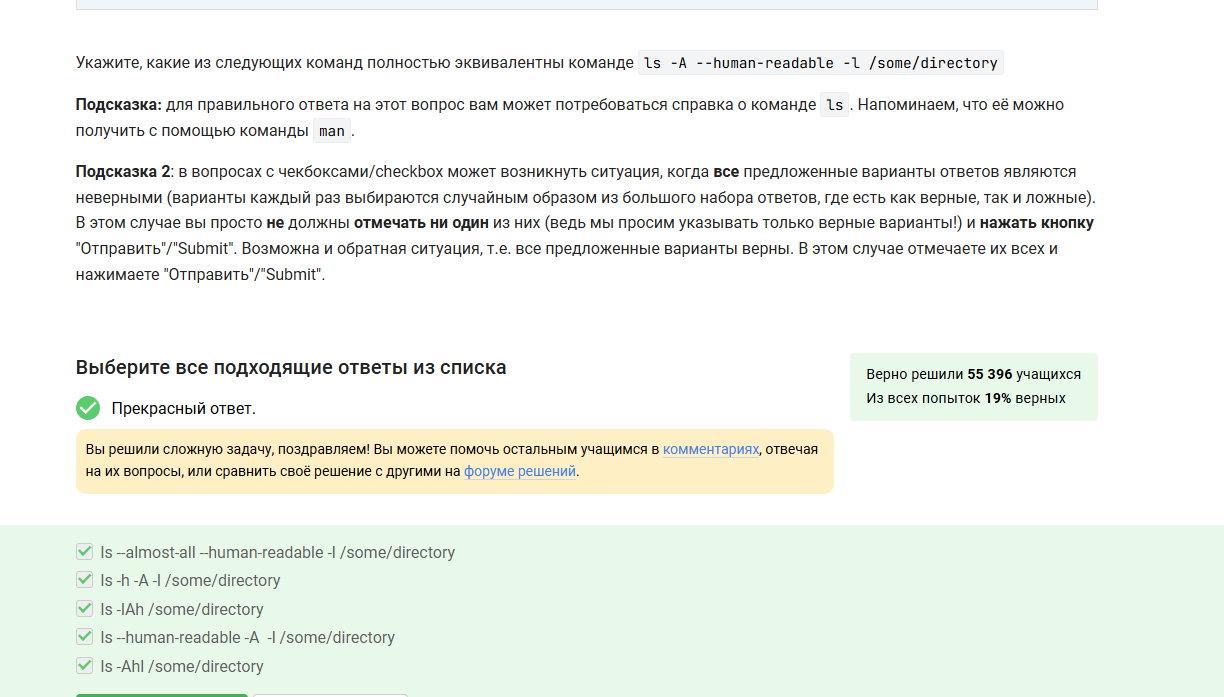 Укажите, какие из следующих команд полностью эквивалентны команде ls -A --human-readable -l /some/directory
Подсказка: для правильного ответа на этот вопрос вам может потребоваться справка о команде ls. Напоминаем, что её можно
получить с помощью команды man.
Подсказка 2: в вопросах с чекбоксами/checkbox может возникнуть ситуация, когда все предложенные варианты ответов являются
неверными (варианты каждый раз выбираются случайным образом из большого набора ответов, где есть как верные, так и ложные).
В этом случае вы просто не должны отмечать ни один из них (ведь мы просим указывать только верные варианты!) и нажать кнопку
"Отправить"/"Submit". Возможна и обратная ситуация, т.е. все предложенные варианты верны. В этом случае отмечаете их всех и
нажимаете "Отправить"/"Submit".
Выберите все подходящие ответы из списка
Верно решили 55 396 учащихся
Из всех попыток 19% верных
Прекрасный ответ.
Вы решили сложную задачу, поздравляем! Вы можете помочь остальным учащимся в комментариях, отвечая
на их вопросы, или сравнить своё решение с другими на форуме решений.
ls --almost-all --human-readable -l /some/directory
ls -h -A -l /some/directory
ls -lAh /some/directory
ls --human-readable -A  -l /some/directory
ls -Ahl /some/directory